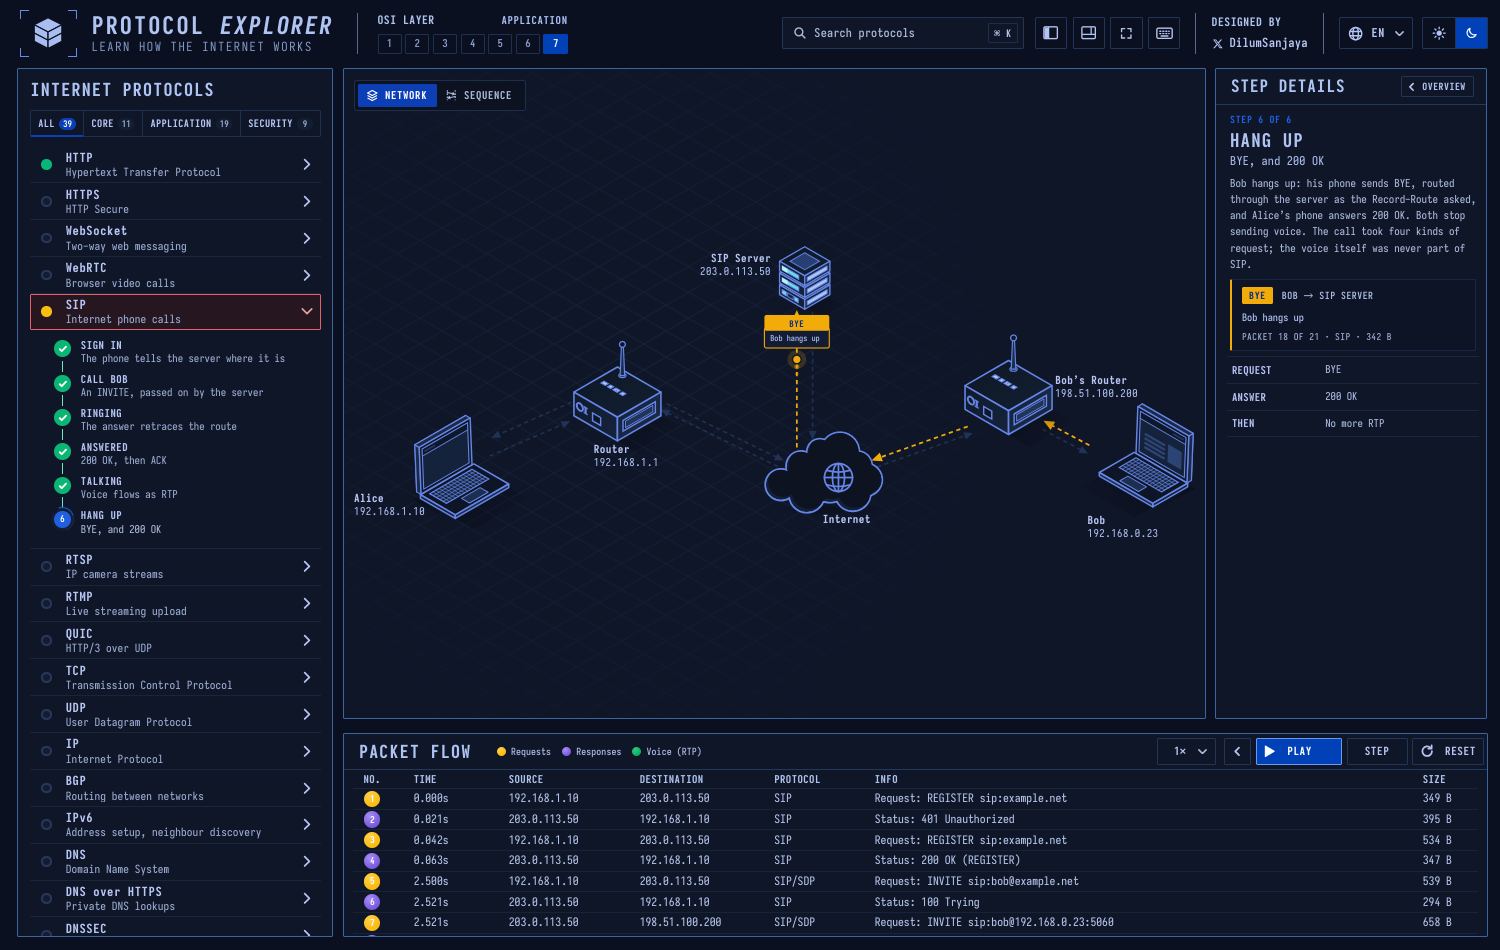 PROTOCOL EXPLORER
LEARN HOW THE INTERNET WORKS
OSI LAYER APPLICATION
1 2 3 4 5 6 7
Search protocols ⌘ K
DESIGNED BY
DilumSanjaya
EN
INTERNET PROTOCOLS
ALL 39 CORE 11 APPLICATION 19 SECURITY 9
HTTP
Hypertext Transfer Protocol
HTTPS
HTTP Secure
WebSocket
Two-way web messaging
WebRTC
Browser video calls
SIP
Internet phone calls
SIGN IN
The phone tells the server where it is
CALL BOB
An INVITE, passed on by the server
RINGING
The answer retraces the route
ANSWERED
200 OK, then ACK
TALKING
Voice flows as RTP
6 HANG UP
BYE, and 200 OK
RTSP
IP camera streams
RTMP
Live streaming upload
QUIC
HTTP/3 over UDP
TCP
Transmission Control Protocol
UDP
User Datagram Protocol
IP
Internet Protocol
BGP
Routing between networks
IPv6
Address setup, neighbour discovery
DNS
Domain Name System
DNS over HTTPS
Private DNS lookups
DNSSEC
NETWORK SEQUENCE
SIP Server
203.0.113.50
BYE
Bob hangs up
Router
192.168.1.1
Alice
192.168.1.10
Internet
Bob's Router
198.51.100.200
Bob
192.168.0.23
STEP DETAILS OVERVIEW
STEP 6 OF 6
HANG UP
BYE, and 200 OK
Bob hangs up: his phone sends BYE, routed
through the server as the Record-Route asked,
and Alice's phone answers 200 OK. Both stop
sending voice. The call took four kinds of
request; the voice itself was never part of
SIP.
BYE BOB → SIP SERVER
Bob hangs up
PACKET 18 OF 21 · SIP · 342 B
REQUEST BYE
ANSWER 200 OK
THEN No more RTP
PACKET FLOW Requests Responses Voice (RTP) 1× PLAY STEP RESET
NO. TIME SOURCE DESTINATION PROTOCOL INFO SIZE
1 0.000s 192.168.1.10 203.0.113.50 SIP Request: REGISTER sip:example.net 349 B
2 0.021s 203.0.113.50 192.168.1.10 SIP Status: 401 Unauthorized 395 B
3 0.042s 192.168.1.10 203.0.113.50 SIP Request: REGISTER sip:example.net 534 B
4 0.063s 203.0.113.50 192.168.1.10 SIP Status: 200 OK (REGISTER) 347 B
5 2.500s 192.168.1.10 203.0.113.50 SIP/SDP Request: INVITE sip:bob@example.net 539 B
6 2.521s 203.0.113.50 192.168.1.10 SIP Status: 100 Trying 294 B
7 2.521s 203.0.113.50 198.51.100.200 SIP/SDP Request: INVITE sip:bob@192.168.0.23:5060 658 B